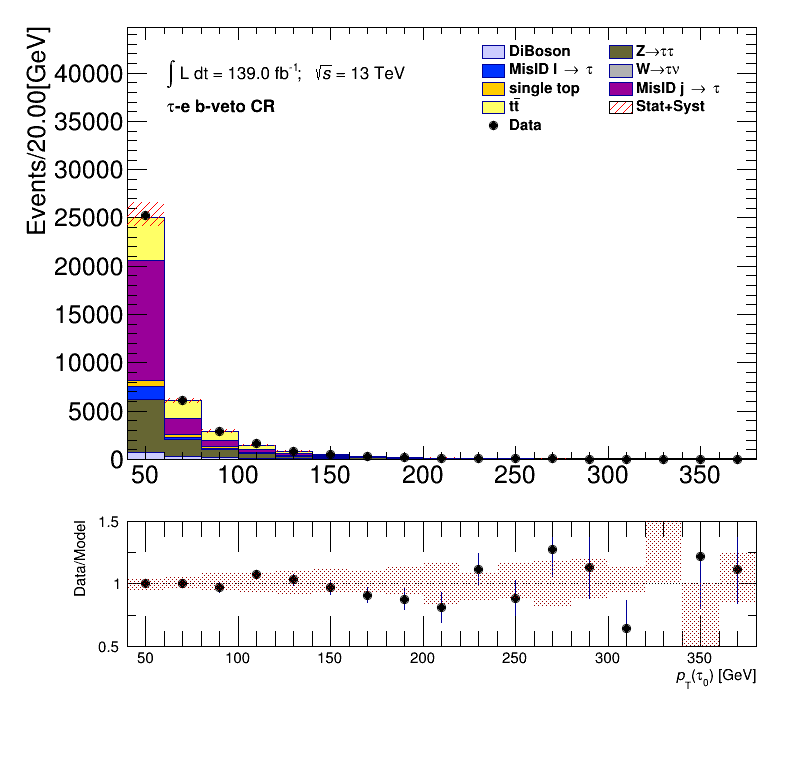 Events/20.00[GeV]
40000
35000
30000
25000
20000
15000
10000
5000
0
∫ L dt = 139.0 fb⁻¹; √s = 13 TeV
τ-e b-veto CR
DiBoson
MisID l → τ
single top
tt̄
Data
Z→ττ
W→τν
MisID j → τ
Stat+Syst
50 100 150 200 250 300 350
Data/Model
1.5
1
0.5
50 100 150 200 250 300 350
p_T(τ₀) [GeV]